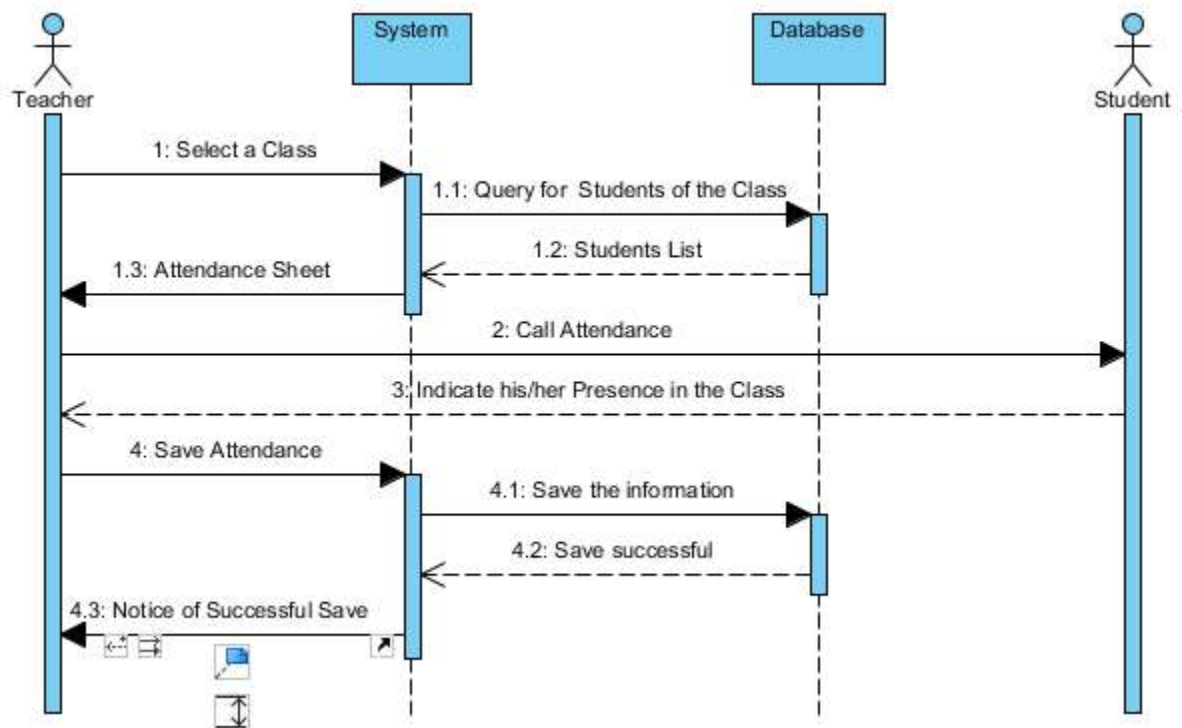 System
Database
Teacher
Student
1: Select a Class
1.1: Query for Students of the Class
1.2: Students List
1.3: Attendance Sheet
2: Call Attendance
3: Indicate his/her Presence in the Class
4: Save Attendance
4.1: Save the information
4.2: Save successful
4.3: Notice of Successful Save